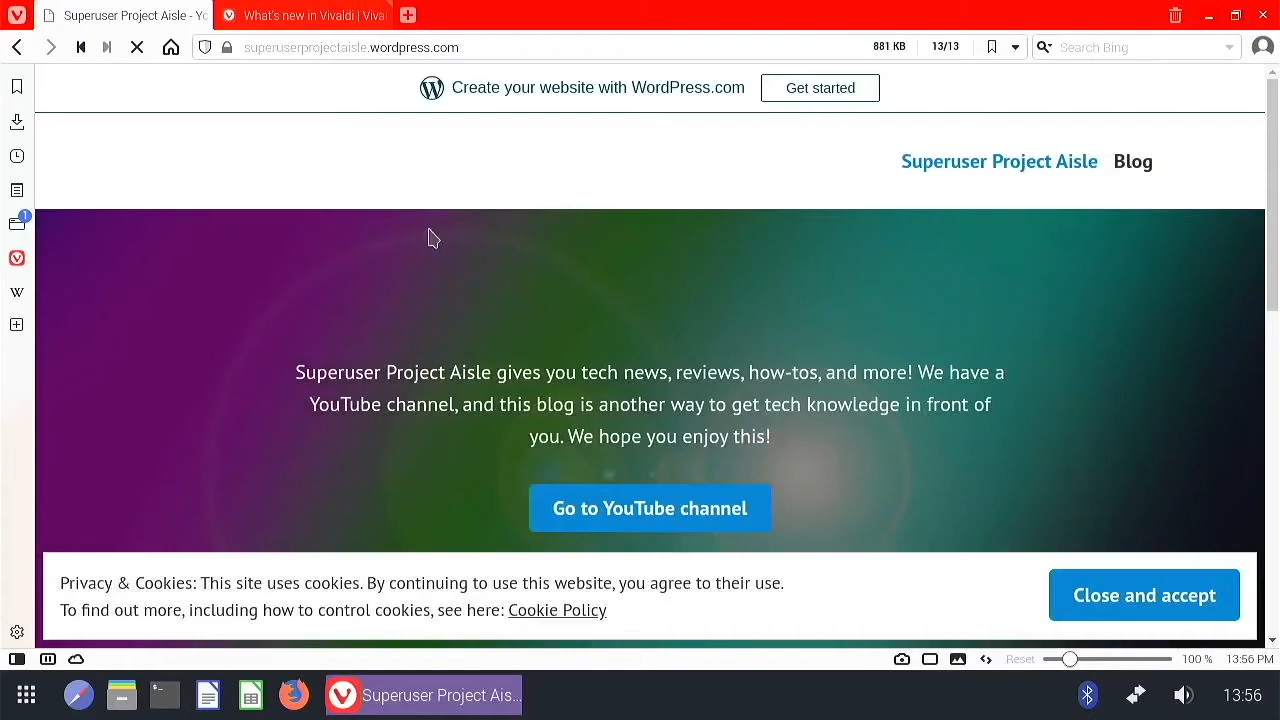 Superuser Project Aisle - Yo
What's new in Vivaldi | Viva
superuserprojectaisle.wordpress.com
881 KB
13/13
Search Bing
Create your website with WordPress.com
Get started
Superuser Project Aisle
Blog
1
W
Superuser Project Aisle gives you tech news, reviews, how-tos, and more! We have a
YouTube channel, and this blog is another way to get tech knowledge in front of
you. We hope you enjoy this!
Go to YouTube channel
Privacy & Cookies: This site uses cookies. By continuing to use this website, you agree to their use.
To find out more, including how to control cookies, see here: Cookie Policy
Close and accept
Reset
100 %
13:56 PM
Superuser Project Ais...
13:56